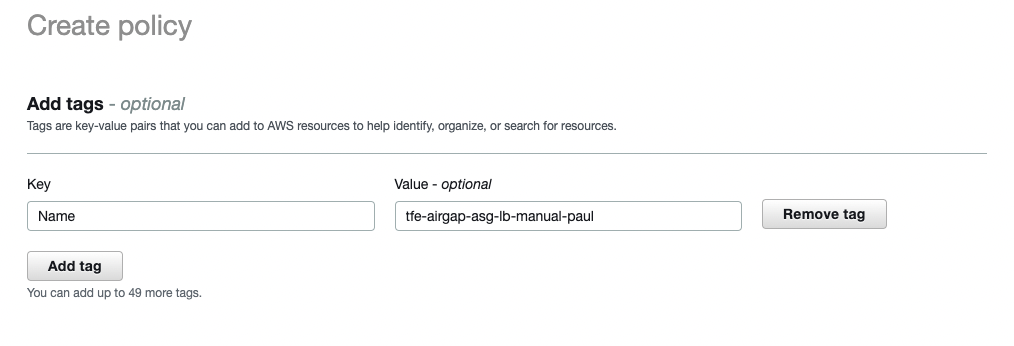 Create policy
Add tags - optional
Tags are key-value pairs that you can add to AWS resources to help identify, organize, or search for resources.
Key
Value - optional
Name
tfe-airgap-asg-lb-manual-paul
Remove tag
Add tag
You can add up to 49 more tags.